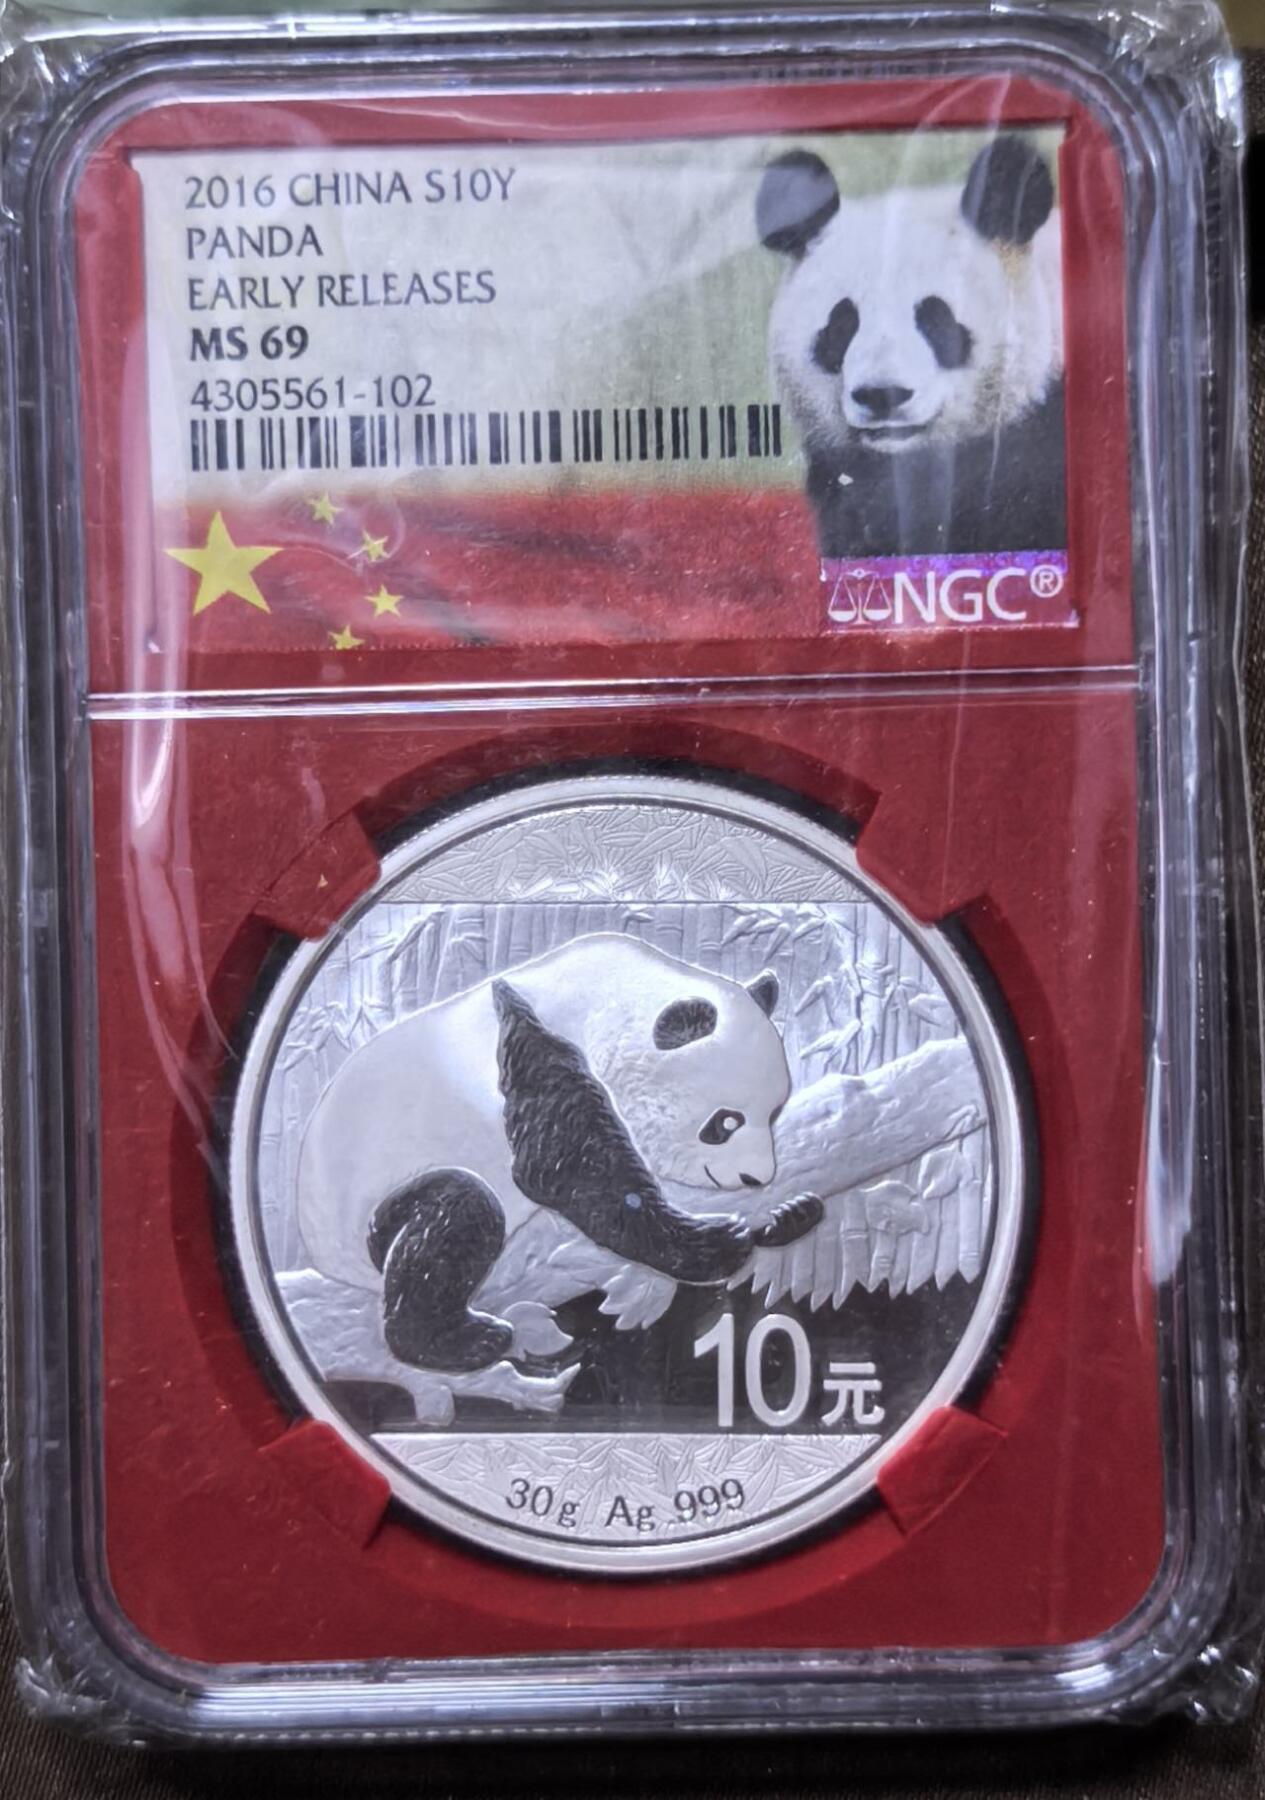 2016 CHINA S10Y
PANDA
EARLY RELEASES
MS 69
4305561-102
NGC®
10元
30g Ag .999